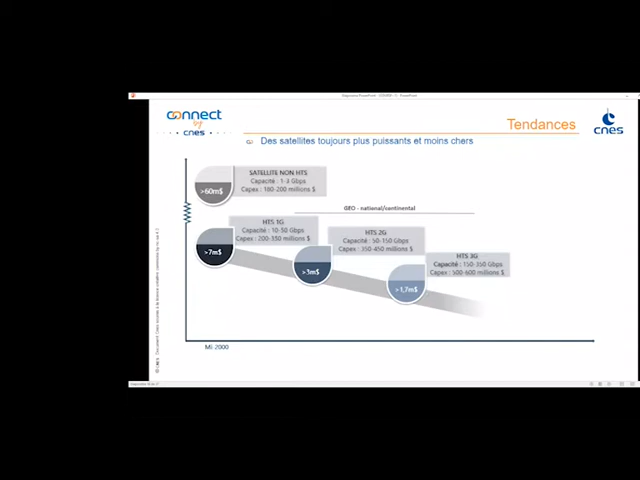 connect
by
cnes
Tendances
cnes
Des satellites toujours plus puissants et moins chers
SATELLITE NON HTS
Capacité : 1-3 Gbps
Capex : 180-200 millions $
>60m$
GEO - national/continental
HTS 1G
Capacité : 10-50 Gbps
Capex : 200-350 millions $
>7m$
HTS 2G
Capacité : 50-150 Gbps
Capex : 350-450 millions $
>3m$
HTS 3G
Capacité : 150-350 Gbps
Capex : 500-600 millions $
>1,7m$
Mi-2000